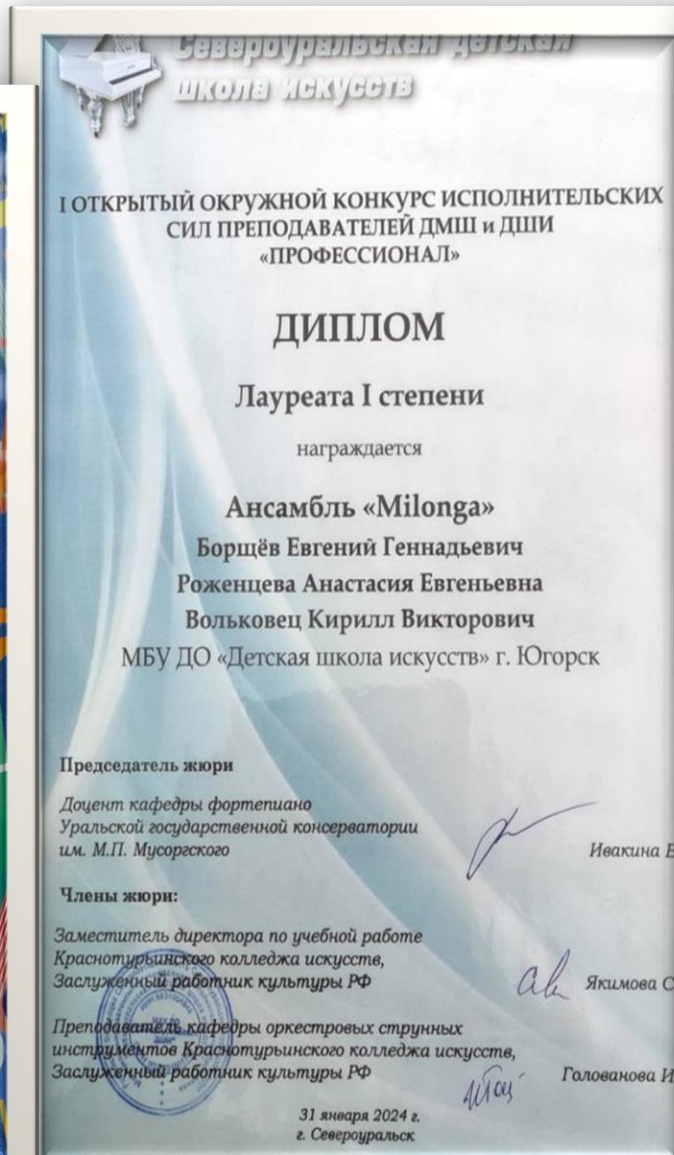 Североуральская детская
школа искусств
I ОТКРЫТЫЙ ОКРУЖНОЙ КОНКУРС ИСПОЛНИТЕЛЬСКИХ
СИЛ ПРЕПОДАВАТЕЛЕЙ ДМШ и ДШИ
«ПРОФЕССИОНАЛ»
ДИПЛОМ
Лауреата I степени
награждается
Ансамбль «Milonga»
Борщёв Евгений Геннадьевич
Роженцева Анастасия Евгеньевна
Вольковец Кирилл Викторович
МБУ ДО «Детская школа искусств» г. Югорск
Председатель жюри
Доцент кафедры фортепиано
Уральской государственной консерватории
им. М.П. Мусоргского
Ивакина Е
Члены жюри:
Заместитель директора по учебной работе
Краснотурьинского колледжа искусств,
Заслуженный работник культуры РФ
Якимова С
Преподаватель кафедры оркестровых струнных
инструментов Краснотурьинского колледжа искусств,
Заслуженный работник культуры РФ
Голованова И
31 января 2024 г.
г. Североуральск